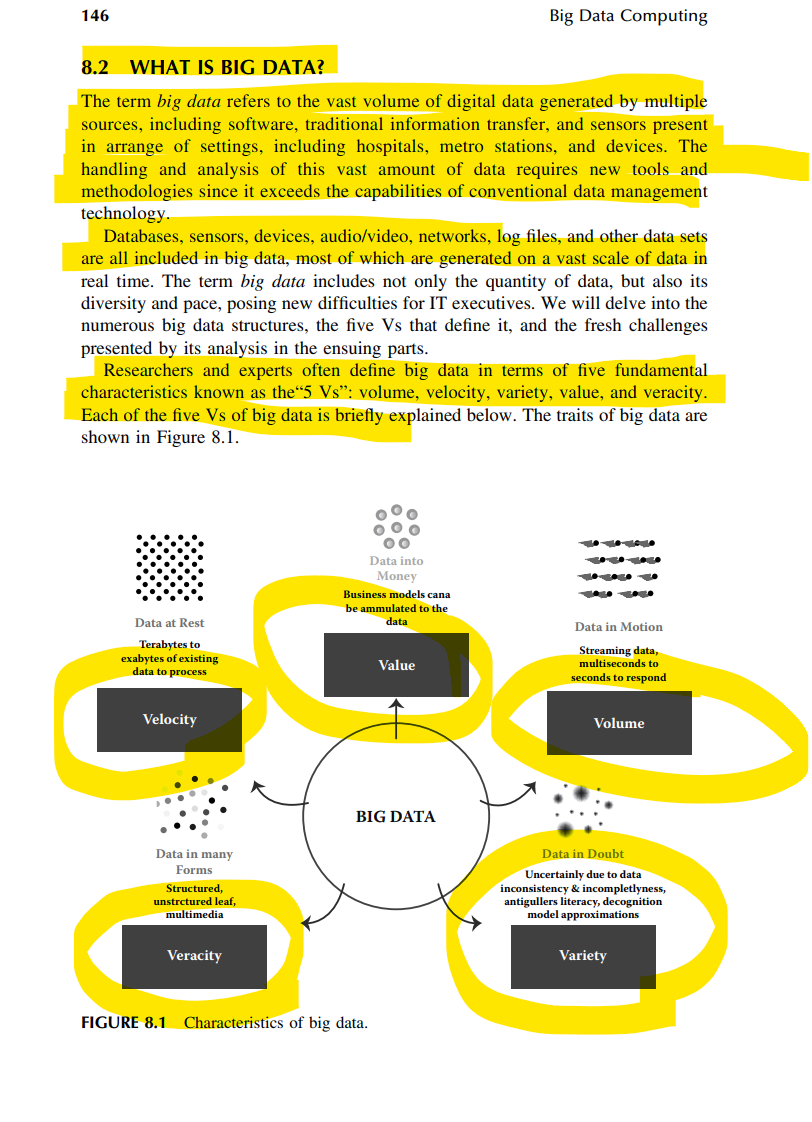 146
Big Data Computing
8.2 WHAT IS BIG DATA?
The term big data refers to the vast volume of digital data generated by multiple
sources, including software, traditional information transfer, and sensors present
in arrange of settings, including hospitals, metro stations, and devices. The
handling and analysis of this vast amount of data requires new tools and
methodologies since it exceeds the capabilities of conventional data management
technology.
Databases, sensors, devices, audio/video, networks, log files, and other data sets
are all included in big data, most of which are generated on a vast scale of data in
real time. The term big data includes not only the quantity of data, but also its
diversity and pace, posing new difficulties for IT executives. We will delve into the
numerous big data structures, the five Vs that define it, and the fresh challenges
presented by its analysis in the ensuing parts.
Researchers and experts often define big data in terms of five fundamental
characteristics known as the“5 Vs”: volume, velocity, variety, value, and veracity.
Each of the five Vs of big data is briefly explained below. The traits of big data are
shown in Figure 8.1.
Data into
Money
Business models cana
be ammulated to the
data
Value
Data at Rest
Terabytes to
exabytes of existing
data to process
Velocity
Data in Motion
Streaming data,
multiseconds to
seconds to respond
Volume
BIG DATA
Data in many
Forms
Structured,
unstrctured leaf,
multimedia
Veracity
Data in Doubt
Uncertainly due to data
inconsistency & incompletlyness,
antigullers literacy, decognition
model approximations
Variety
FIGURE 8.1 Characteristics of big data.